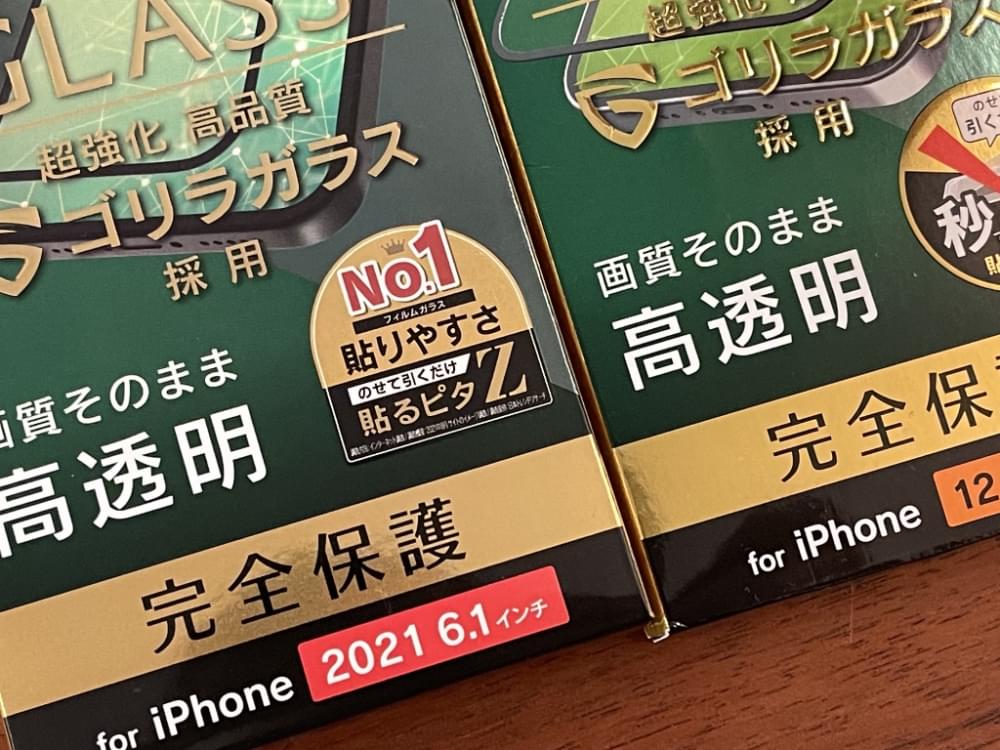 GLASS
超強化 高品質
ゴリラガラス
採用
No.1
フィルムガラス
貼りやすさ
のせて引くだけ
貼るピタZ
画質そのまま
高透明
完全保護
for iPhone 2021 6.1インチ
超強化
ゴリラガラス
採用
のせ
引く
秒
貼
画質そのまま
高透明
完全保
for iPhone 12